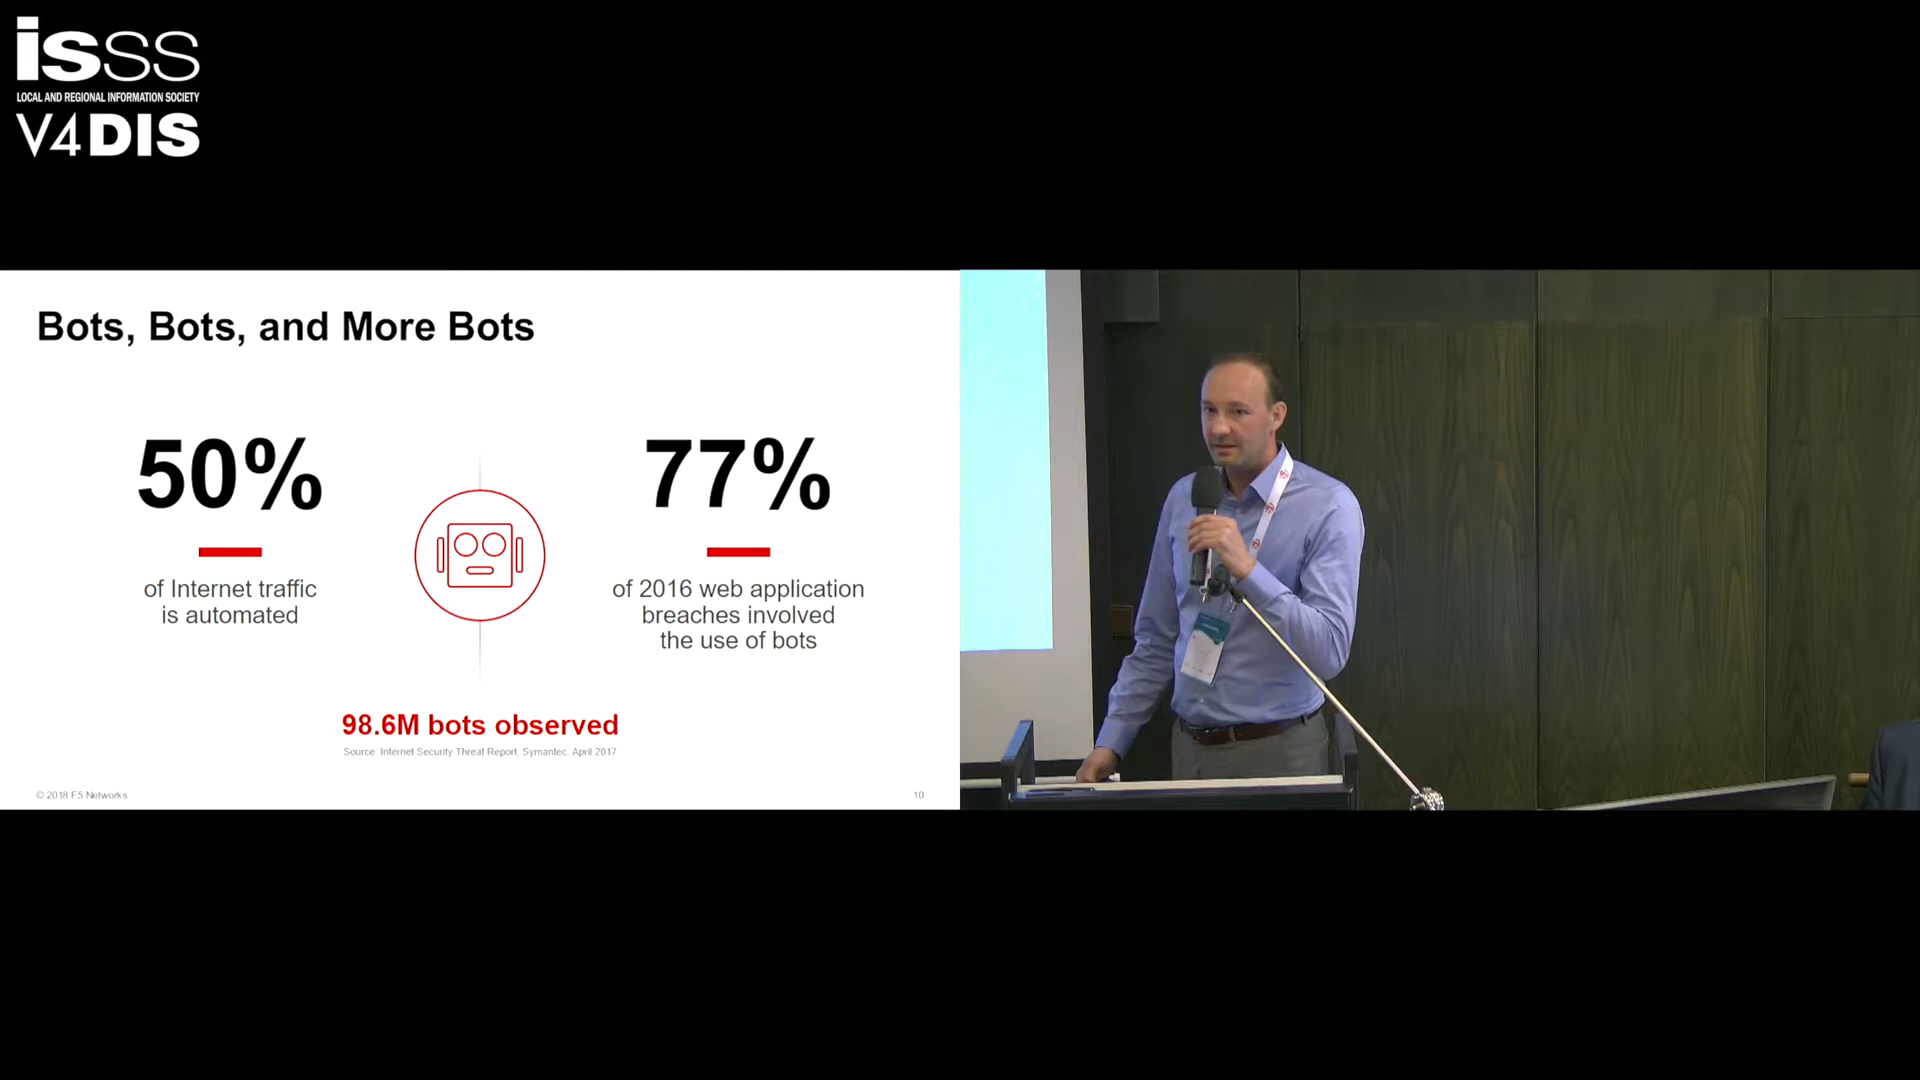 isss
LOCAL AND REGIONAL INFORMATION SOCIETY
V4DIS
Bots, Bots, and More Bots
50%
of Internet traffic
is automated
77%
of 2016 web application
breaches involved
the use of bots
98.6M bots observed
Source: Internet Security Threat Report, Symantec, April 2017
© 2018 F5 Networks
10